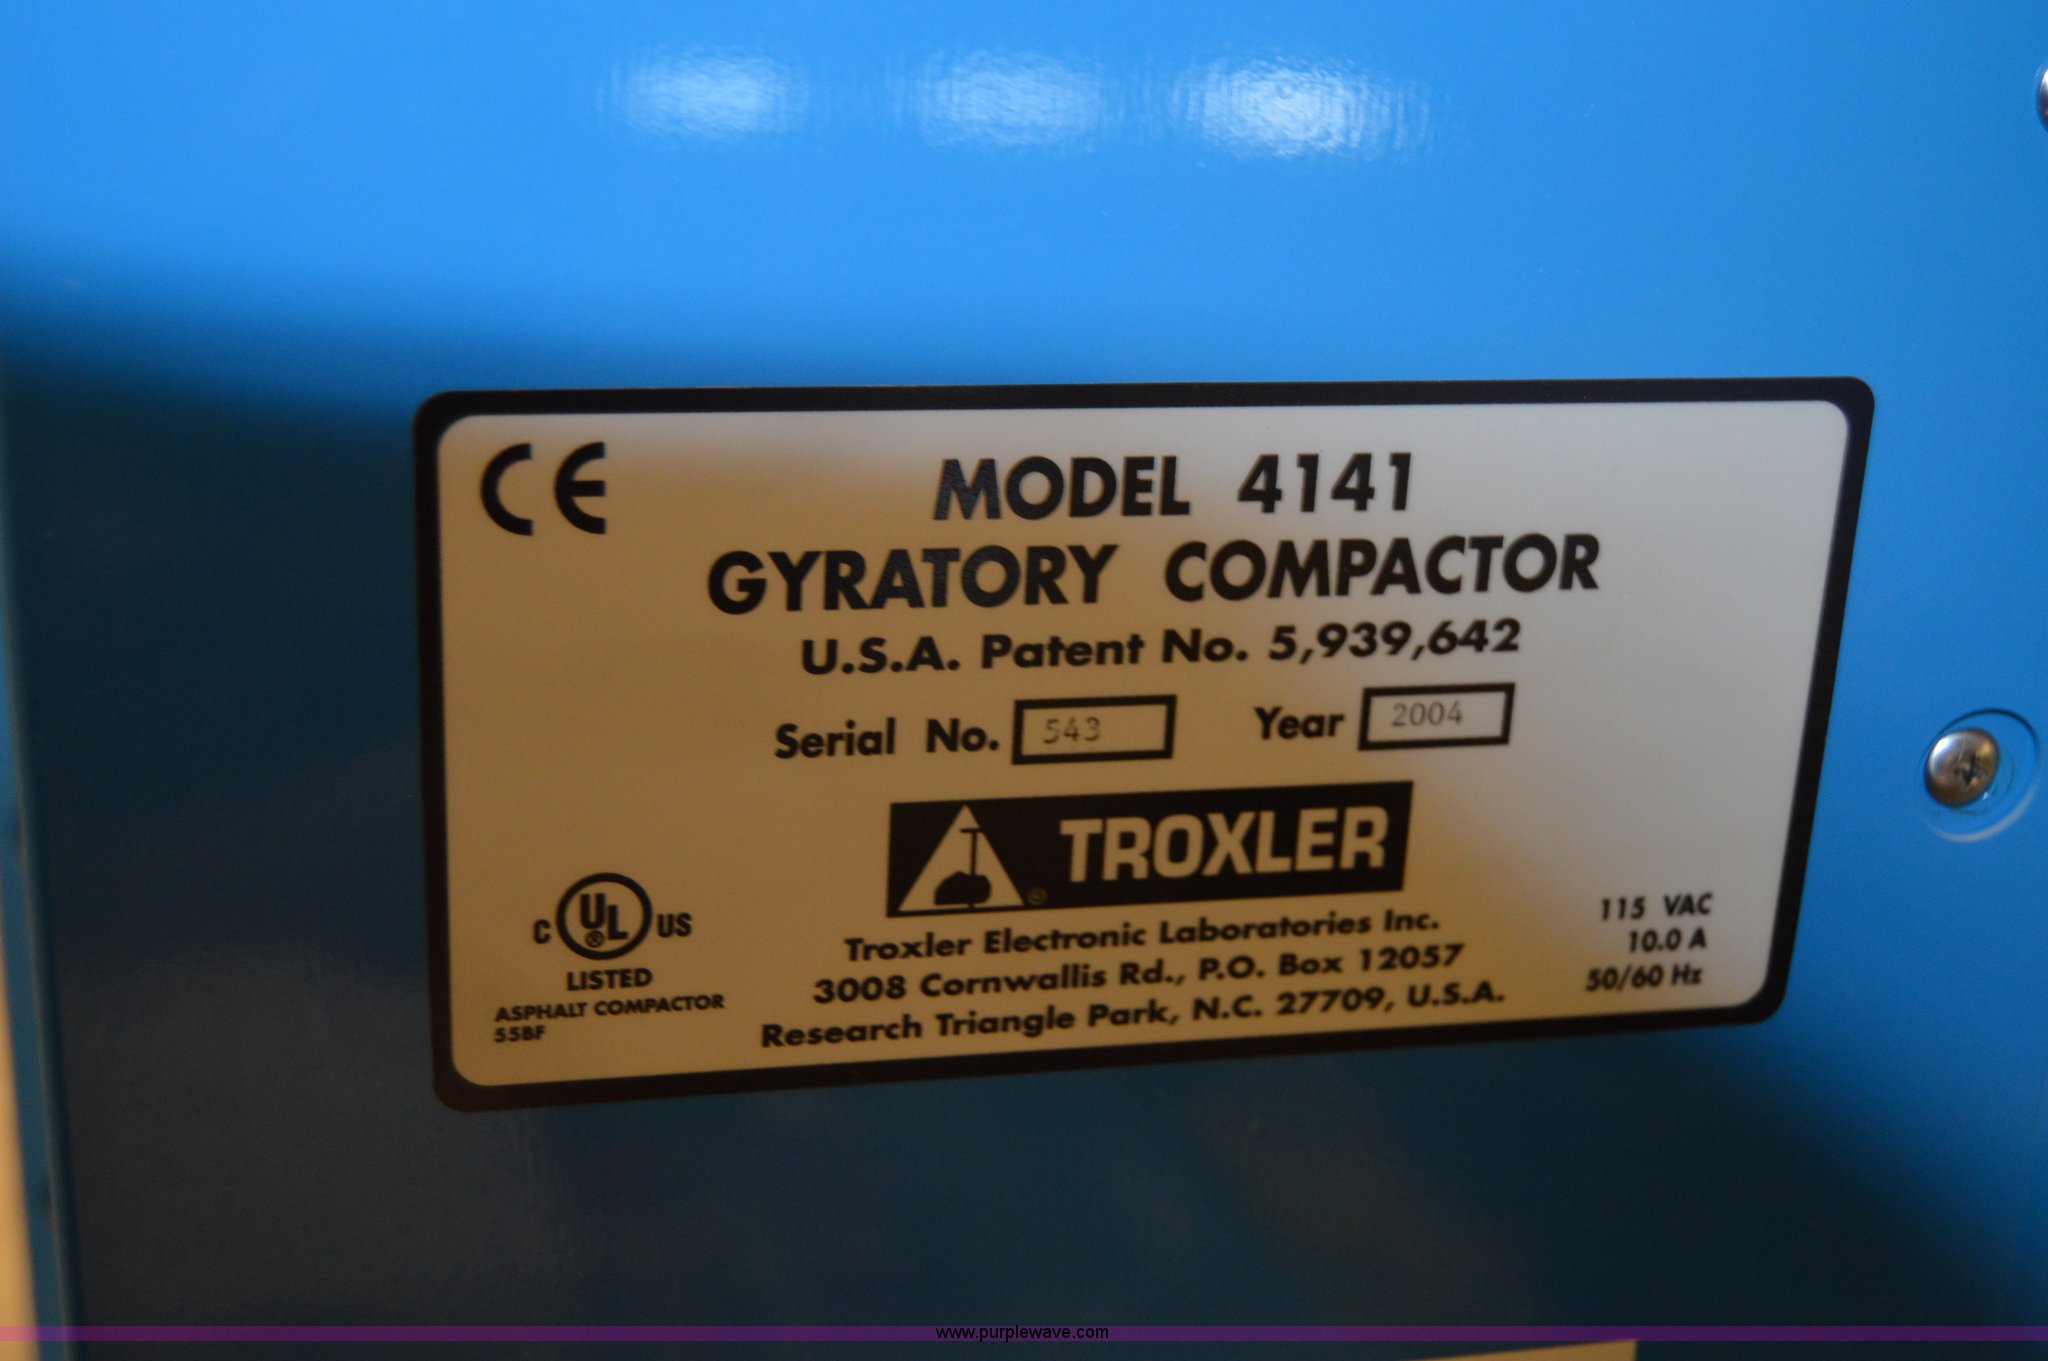 CE
MODEL 4141
GYRATORY COMPACTOR
U.S.A. Patent No. 5,939,642
Serial No. 543 Year 2004
TROXLER
®
C UL US
®
LISTED
ASPHALT COMPACTOR
55BF
Troxler Electronic Laboratories Inc.
3008 Cornwallis Rd., P.O. Box 12057
Research Triangle Park, N.C. 27709, U.S.A.
115 VAC
10.0 A
50/60 Hz
www.purplewave.com